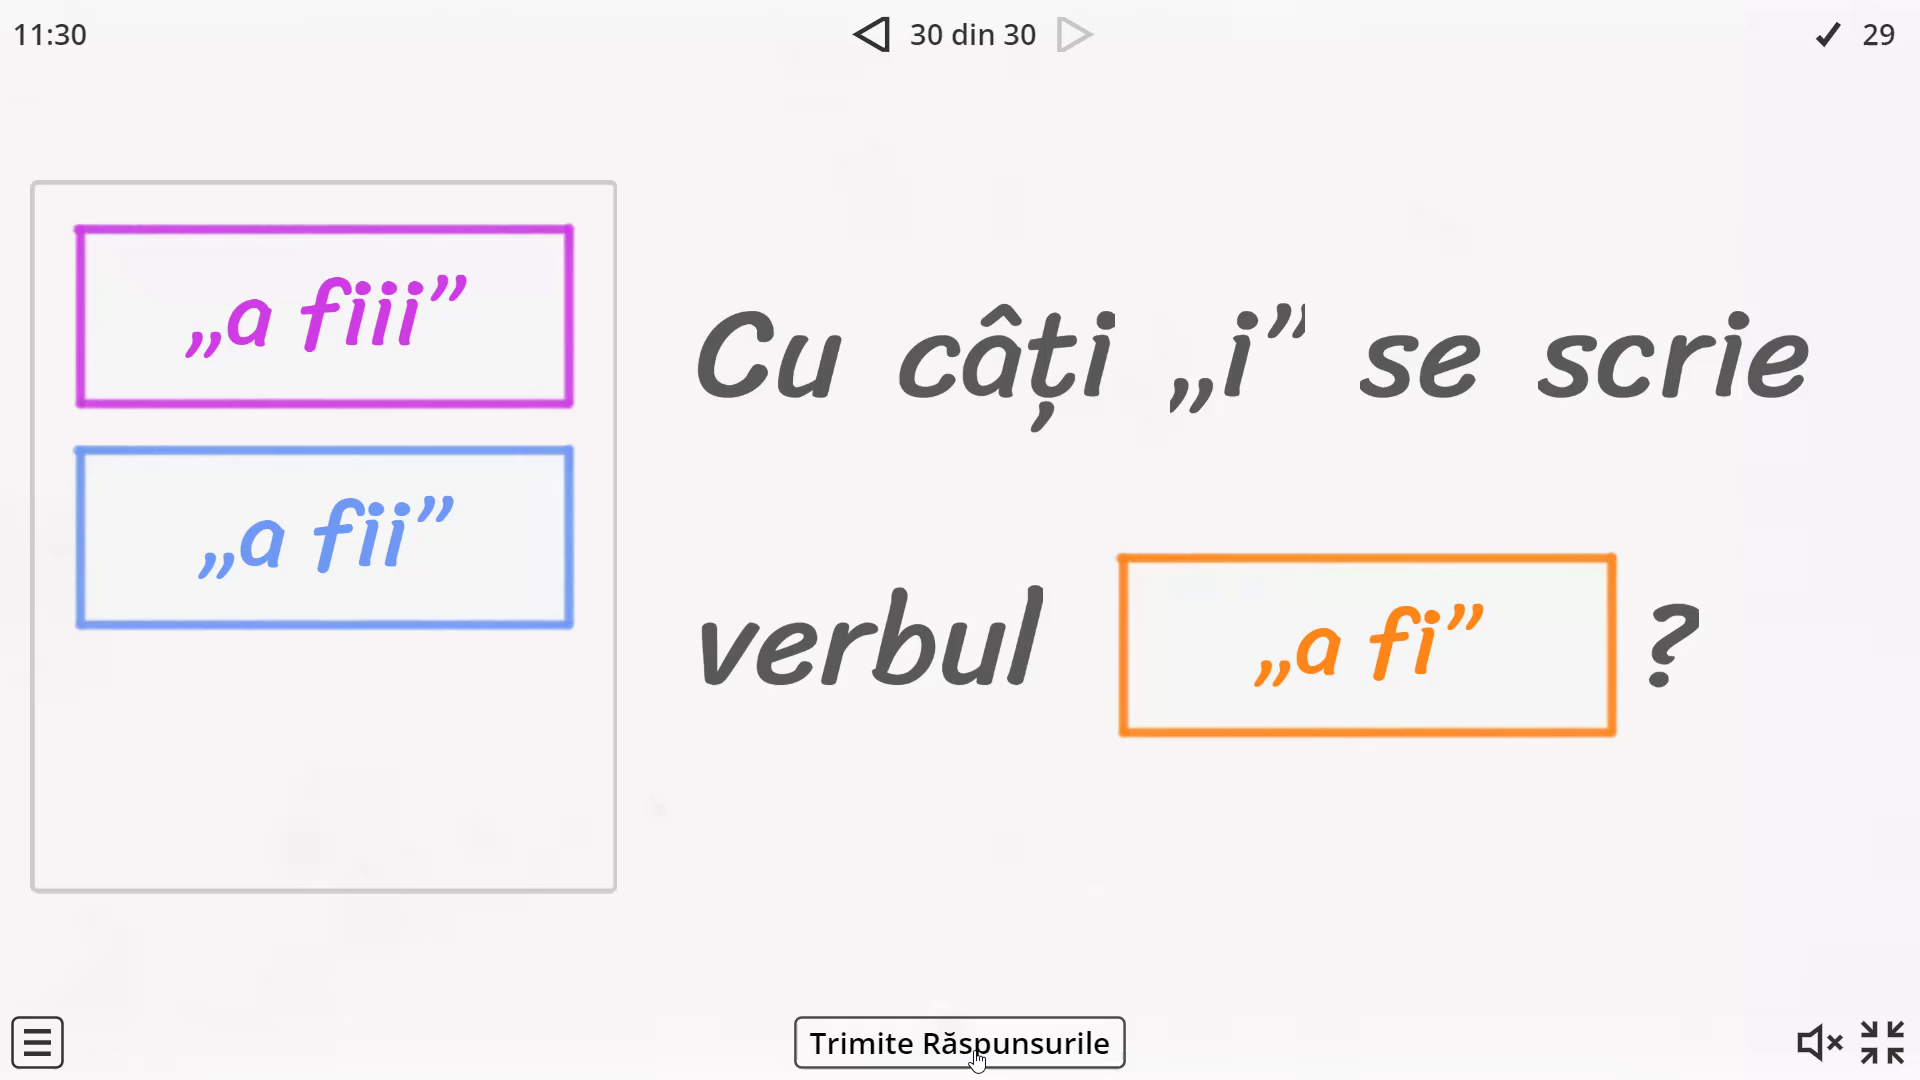 11:30
30 din 30
29
„a fiii”
„a fii”
Cu câți „i” se scrie
verbul „a fi” ?
Trimite Răspunsurile